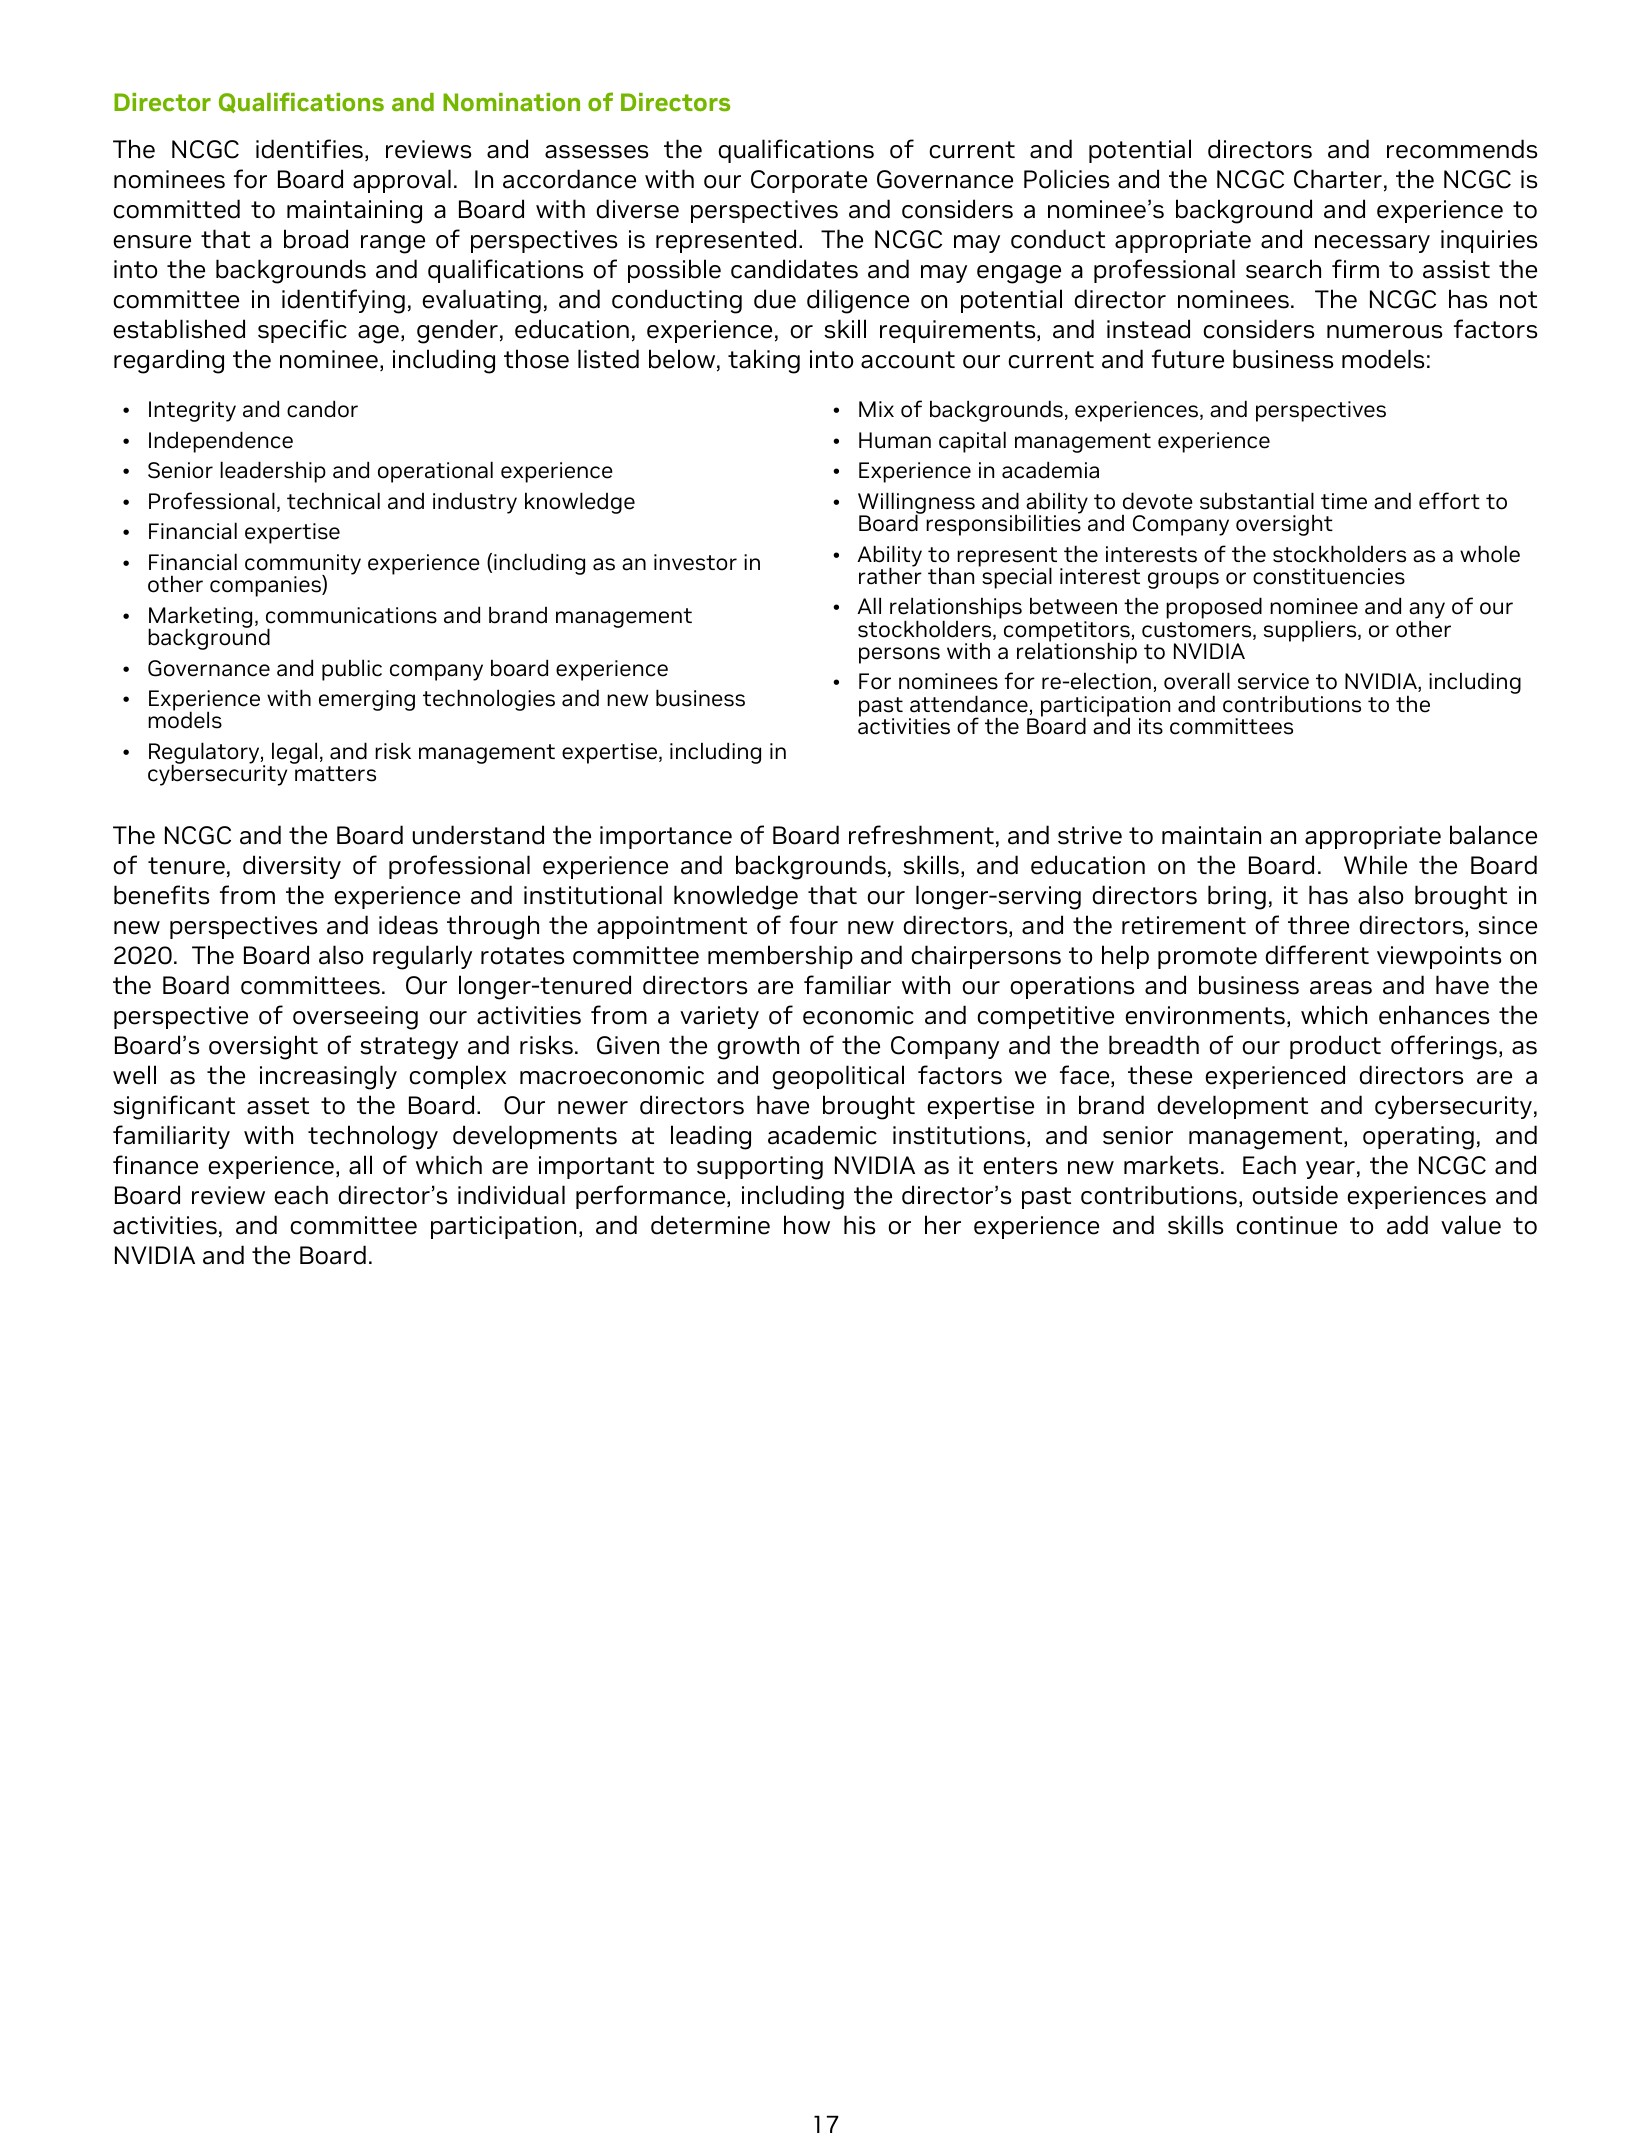 Director Qualifications and Nomination of Directors
The NCGC identifies, reviews and assesses the qualifications of current and potential directors and recommends
nominees for Board approval. In accordance with our Corporate Governance Policies and the NCGC Charter, the NCGC is
committed to maintaining a Board with diverse perspectives and considers a nominee’s background and experience to
ensure that a broad range of perspectives is represented. The NCGC may conduct appropriate and necessary inquiries
into the backgrounds and qualifications of possible candidates and may engage a professional search firm to assist the
committee in identifying, evaluating, and conducting due diligence on potential director nominees. The NCGC has not
established specific age, gender, education, experience, or skill requirements, and instead considers numerous factors
regarding the nominee, including those listed below, taking into account our current and future business models:
• Integrity and candor
• Independence
• Senior leadership and operational experience
• Professional, technical and industry knowledge
• Financial expertise
• Financial community experience (including as an investor in
other companies)
• Marketing, communications and brand management
background
• Governance and public company board experience
• Experience with emerging technologies and new business
models
• Regulatory, legal, and risk management expertise, including in
cybersecurity matters
• Mix of backgrounds, experiences, and perspectives
• Human capital management experience
• Experience in academia
• Willingness and ability to devote substantial time and effort to
Board responsibilities and Company oversight
• Ability to represent the interests of the stockholders as a whole
rather than special interest groups or constituencies
• All relationships between the proposed nominee and any of our
stockholders, competitors, customers, suppliers, or other
persons with a relationship to NVIDIA
• For nominees for re-election, overall service to NVIDIA, including
past attendance, participation and contributions to the
activities of the Board and its committees
The NCGC and the Board understand the importance of Board refreshment, and strive to maintain an appropriate balance
of tenure, diversity of professional experience and backgrounds, skills, and education on the Board. While the Board
benefits from the experience and institutional knowledge that our longer-serving directors bring, it has also brought in
new perspectives and ideas through the appointment of four new directors, and the retirement of three directors, since
2020. The Board also regularly rotates committee membership and chairpersons to help promote different viewpoints on
the Board committees. Our longer-tenured directors are familiar with our operations and business areas and have the
perspective of overseeing our activities from a variety of economic and competitive environments, which enhances the
Board’s oversight of strategy and risks. Given the growth of the Company and the breadth of our product offerings, as
well as the increasingly complex macroeconomic and geopolitical factors we face, these experienced directors are a
significant asset to the Board. Our newer directors have brought expertise in brand development and cybersecurity,
familiarity with technology developments at leading academic institutions, and senior management, operating, and
finance experience, all of which are important to supporting NVIDIA as it enters new markets. Each year, the NCGC and
Board review each director’s individual performance, including the director’s past contributions, outside experiences and
activities, and committee participation, and determine how his or her experience and skills continue to add value to
NVIDIA and the Board.
17